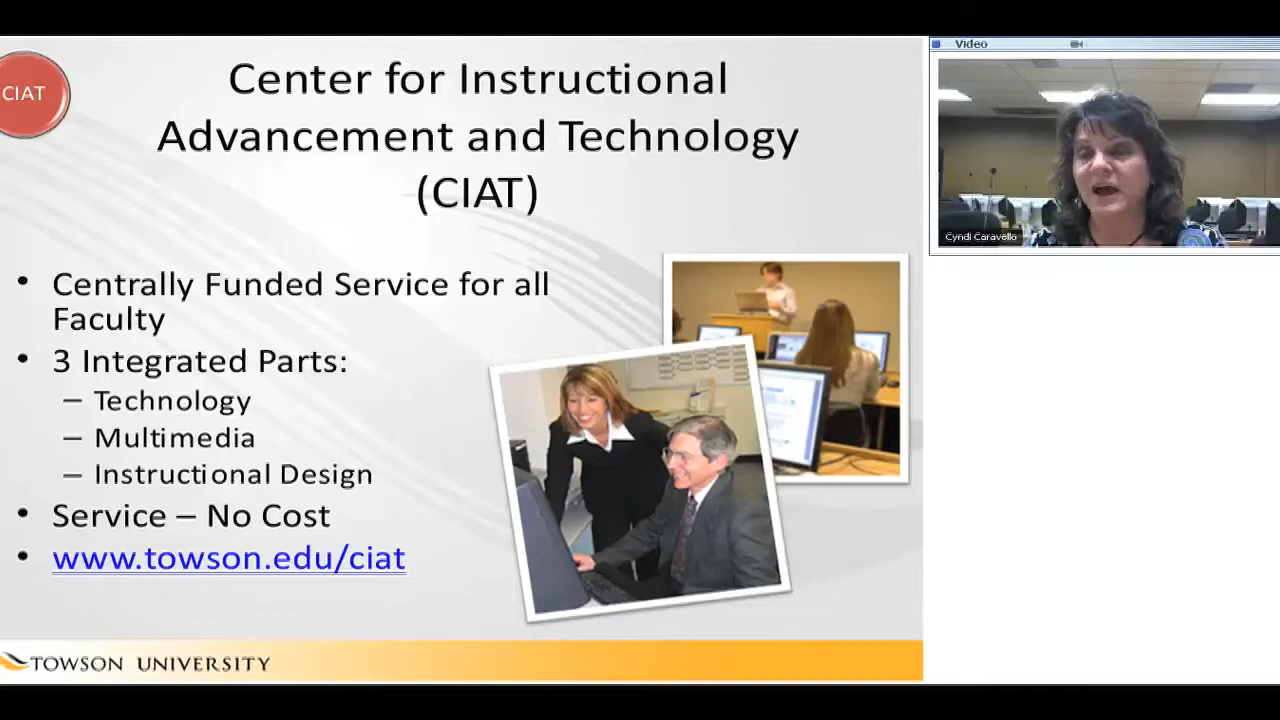 CIAT
Center for Instructional
Advancement and Technology
(CIAT)
• Centrally Funded Service for all
Faculty
• 3 Integrated Parts:
– Technology
– Multimedia
– Instructional Design
• Service – No Cost
• www.towson.edu/ciat
TOWSON UNIVERSITY
Video
Cyndi Caravello